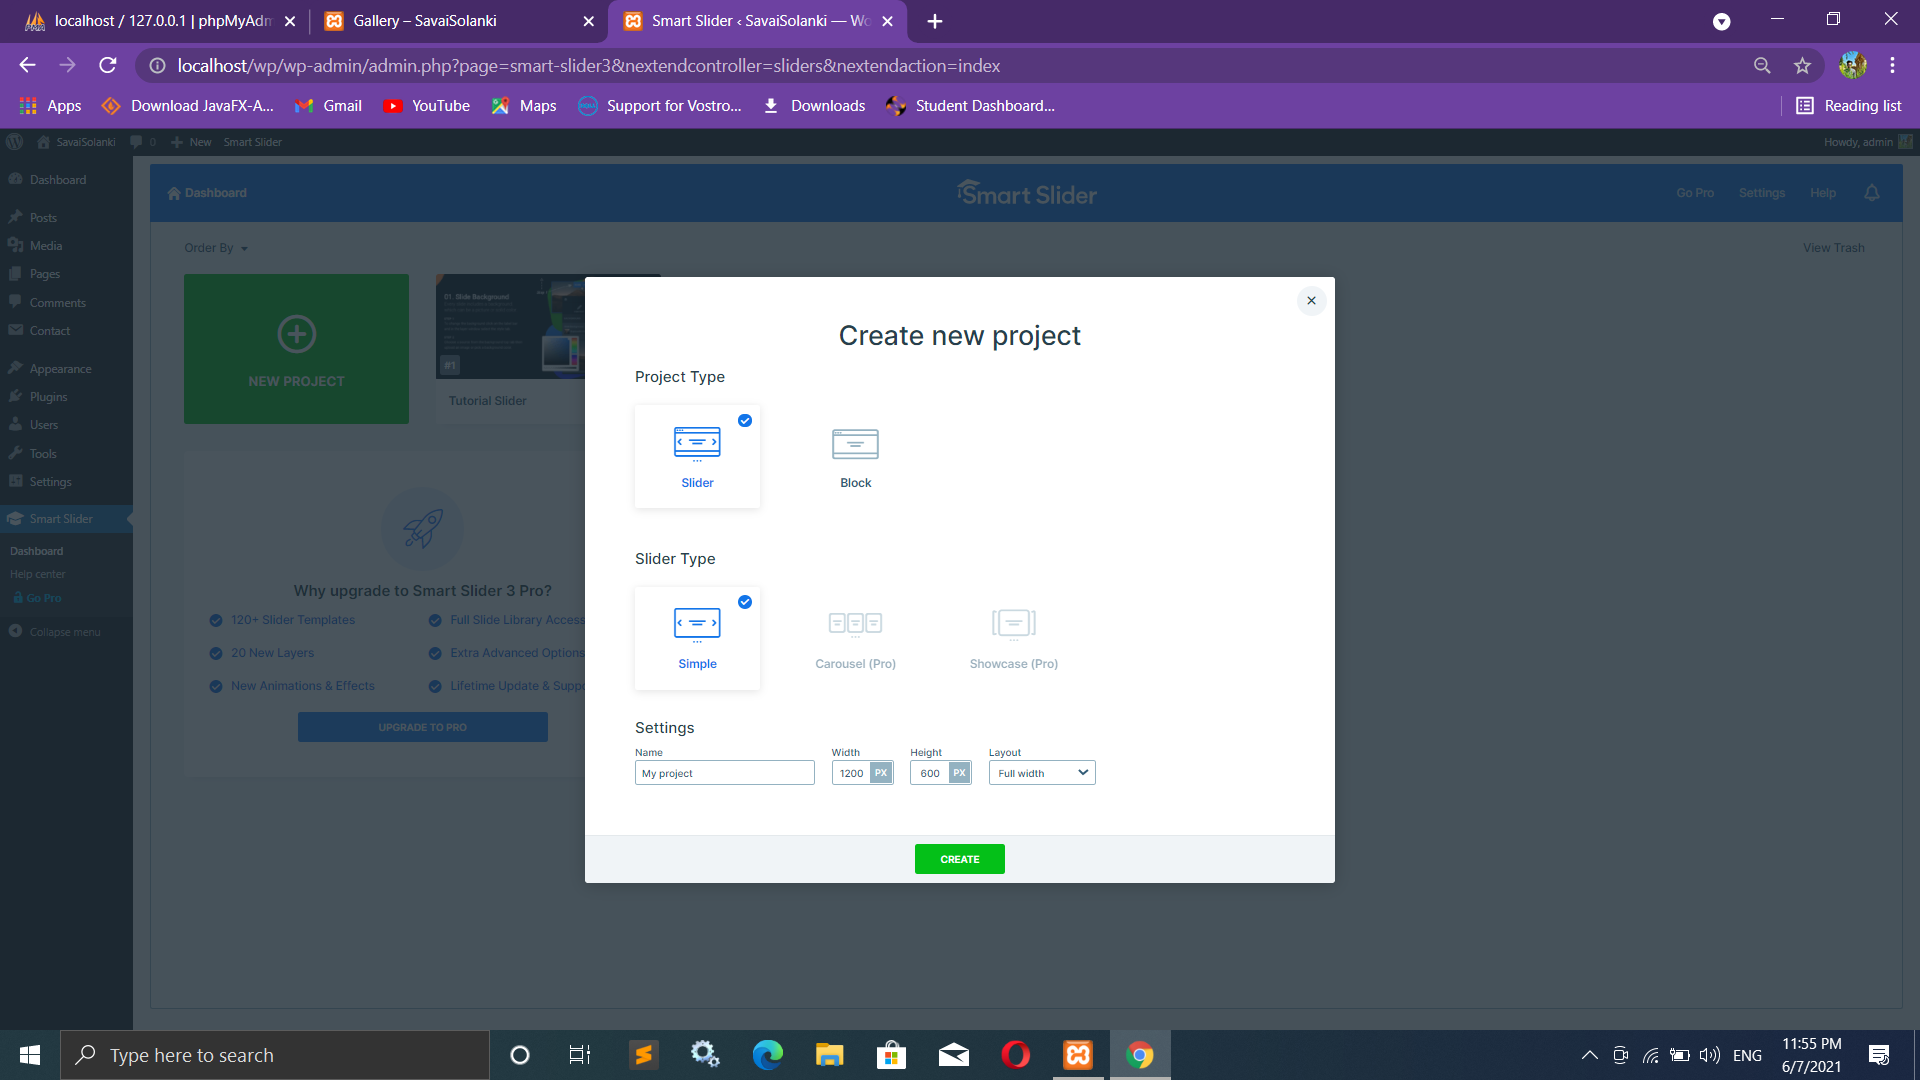 localhost / 127.0.0.1 | phpMyAdm
Gallery – SavaiSolanki
Smart Slider ‹ SavaiSolanki — Wo
localhost/wp/wp-admin/admin.php?page=smart-slider3&nextendcontroller=sliders&nextendaction=index
Apps
Download JavaFX-A...
Gmail
YouTube
Maps
Support for Vostro...
Downloads
Student Dashboard...
Reading list
SavaiSolanki
0
New
Smart Slider
Howdy, admin
Dashboard
Posts
Media
Pages
Comments
Contact
Appearance
Plugins
Users
Tools
Settings
Smart Slider
Dashboard
Help center
Go Pro
Collapse menu
Dashboard
Smart Slider
Go Pro
Settings
Help
Order By
View Trash
NEW PROJECT
01. Slide Background
#1
Tutorial Slider
Why upgrade to Smart Slider 3 Pro?
120+ Slider Templates
Full Slide Library Access
20 New Layers
Extra Advanced Options
New Animations & Effects
Lifetime Update & Suppo
UPGRADE TO PRO
Create new project
Project Type
Slider
Block
Slider Type
Simple
Carousel (Pro)
Showcase (Pro)
Settings
Name
Width
Height
Layout
My project
1200 PX
600 PX
Full width
CREATE
Type here to search
ENG
11:55 PM
6/7/2021